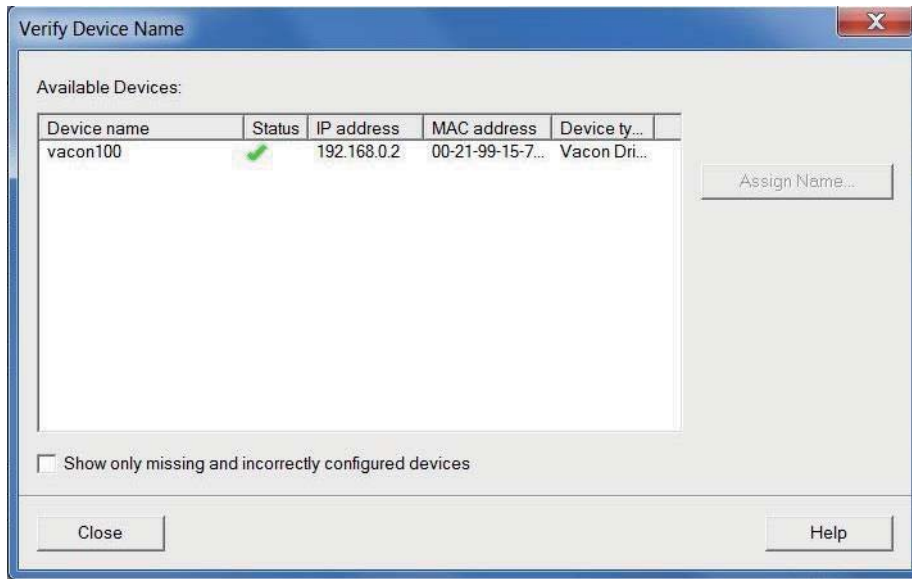 Verify Device Name
X
Available Devices:
Device name Status IP address MAC address Device ty...
vacon100 192.168.0.2 00-21-99-15-7... Vacon Dri...
Assign Name...
Show only missing and incorrectly configured devices
Close Help